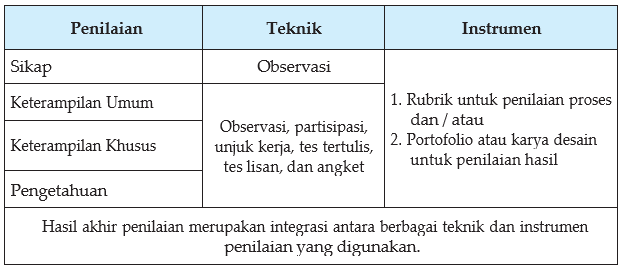 Penilaian Teknik Instrumen
Sikap Observasi
Keterampilan Umum
Keterampilan Khusus
Pengetahuan
Observasi, partisipasi,
unjuk kerja, tes tertulis,
tes lisan, dan angket
1. Rubrik untuk penilaian proses
dan / atau
2. Portofolio atau karya desain
untuk penilaian hasil
Hasil akhir penilaian merupakan integrasi antara berbagai teknik dan instrumen
penilaian yang digunakan.